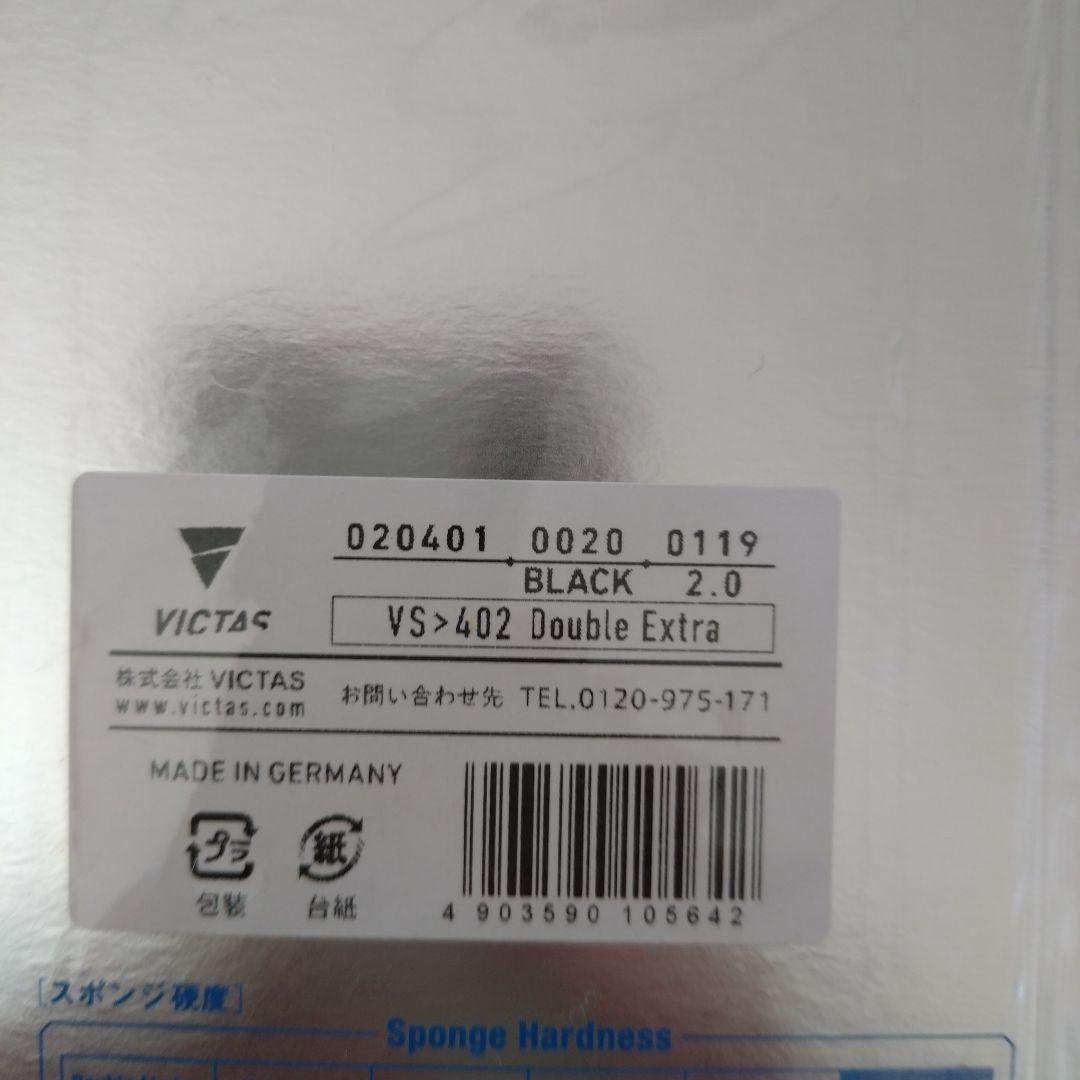 020401 0020 0119
BLACK 2.0
VICTAS
VS>402 Double Extra
株式会社 VICTAS
www.victas.com
お問い合わせ先 TEL.0120-975-171
MADE IN GERMANY
プラ
紙
包装
台紙
4 903590 105642
[スポンジ硬度]
Sponge Hardness